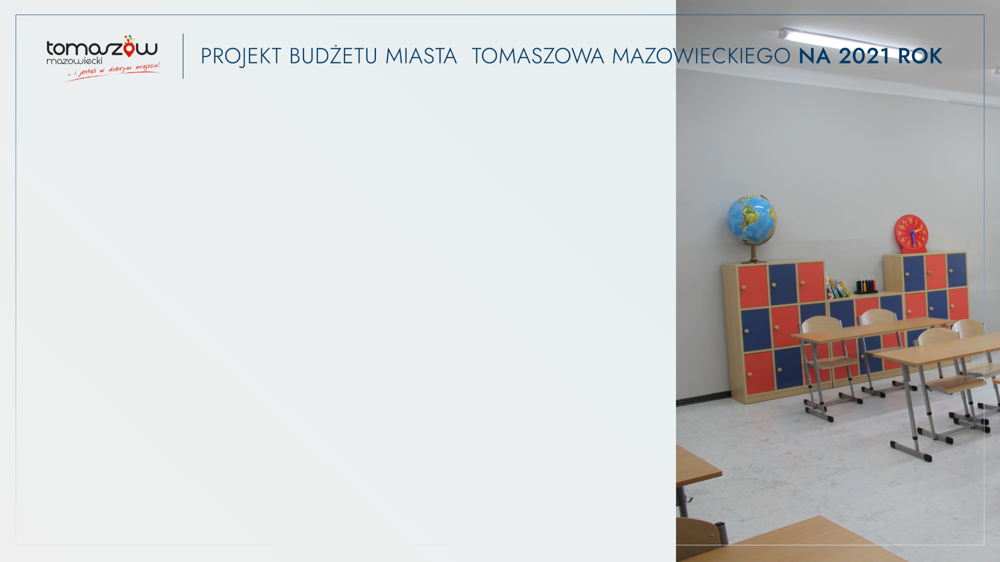 tomaszów
mazowiecki
... i jesteś w dobrym miejscu!
PROJEKT BUDŻETU MIASTA TOMASZOWA MAZOWIECKIEGO NA 2021 ROK